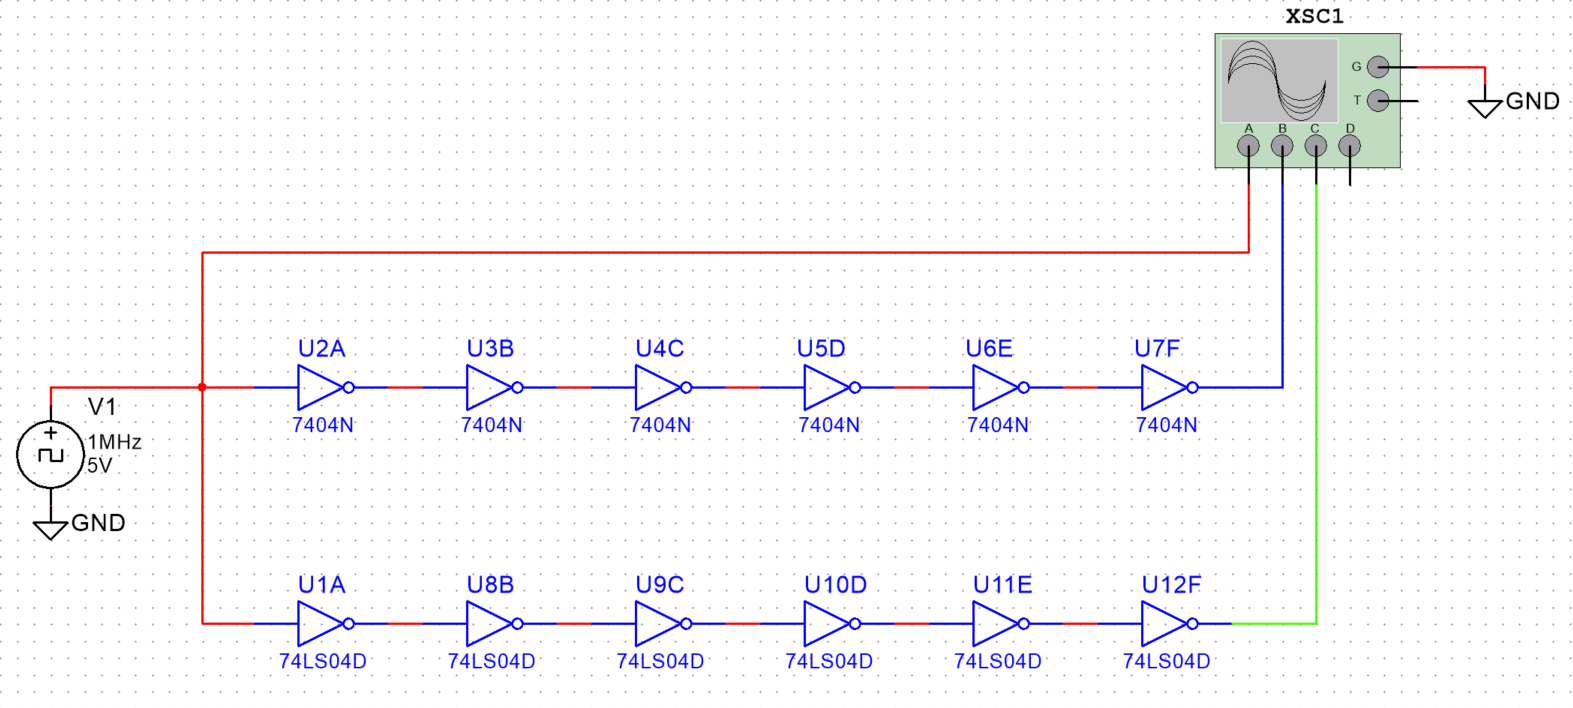 XSC1
G
T
GND
A B C D
U2A U3B U4C U5D U6E U7F
7404N 7404N 7404N 7404N 7404N 7404N
V1
+
1MHz
5V
GND
U1A U8B U9C U10D U11E U12F
74LS04D 74LS04D 74LS04D 74LS04D 74LS04D 74LS04D